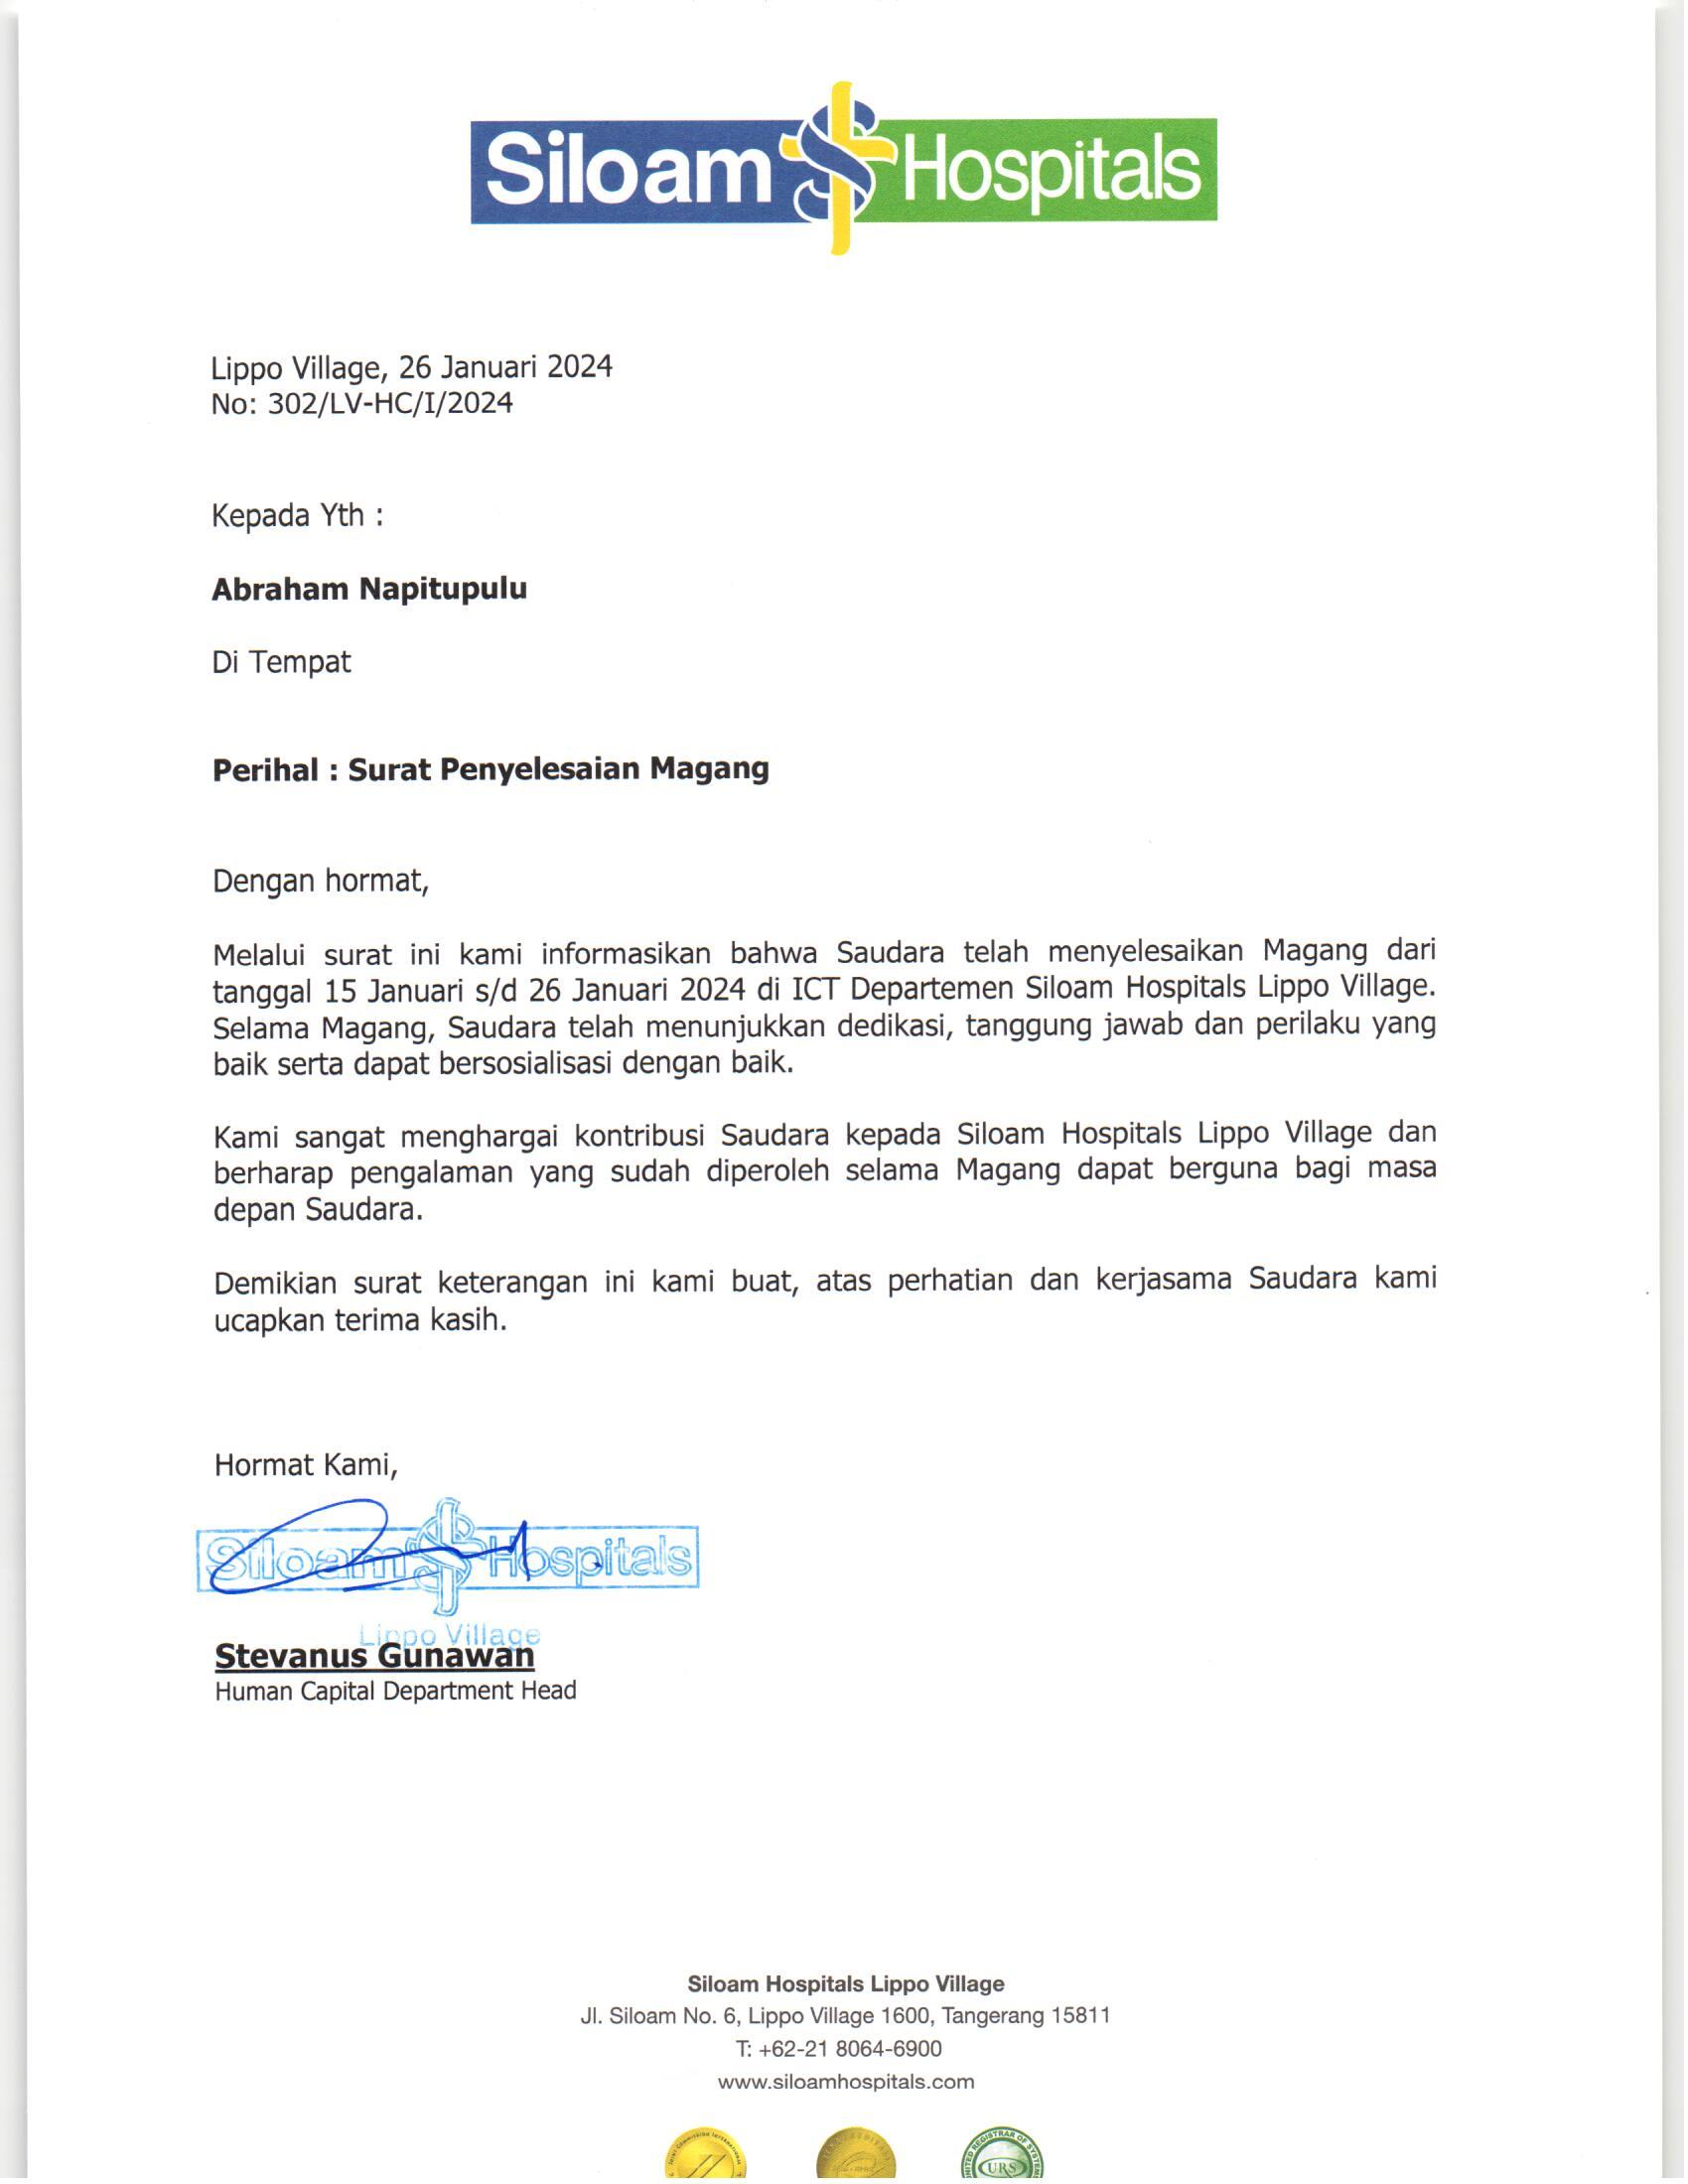 Siloam Hospitals
Lippo Village, 26 Januari 2024
No: 302/LV-HC/I/2024
Kepada Yth :
Abraham Napitupulu
Di Tempat
Perihal : Surat Penyelesaian Magang
Dengan hormat,
Melalui surat ini kami informasikan bahwa Saudara telah menyelesaikan Magang dari
tanggal 15 Januari s/d 26 Januari 2024 di ICT Departemen Siloam Hospitals Lippo Village.
Selama Magang, Saudara telah menunjukkan dedikasi, tanggung jawab dan perilaku yang
baik serta dapat bersosialisasi dengan baik.
Kami sangat menghargai kontribusi Saudara kepada Siloam Hospitals Lippo Village dan
berharap pengalaman yang sudah diperoleh selama Magang dapat berguna bagi masa
depan Saudara.
Demikian surat keterangan ini kami buat, atas perhatian dan kerjasama Saudara kami
ucapkan terima kasih.
Hormat Kami,
Siloam Hospitals
Lippo Village
Stevanus Gunawan
Human Capital Department Head
Siloam Hospitals Lippo Village
Jl. Siloam No. 6, Lippo Village 1600, Tangerang 15811
T: +62-21 8064-6900
www.siloamhospitals.com
URS